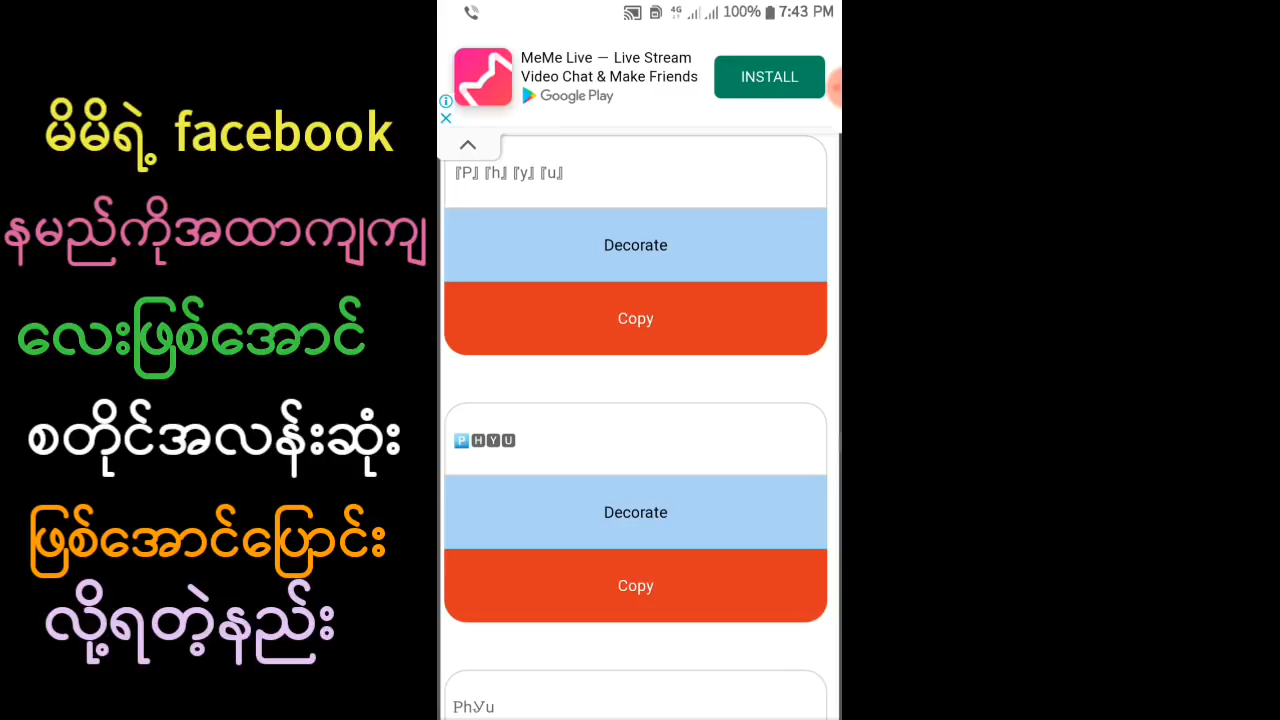 မိမိရဲ့ facebook
နမည်ကိုအထာကျကျ
လေးဖြစ်အောင်
စတိုင်အလန်းဆုံး
ဖြစ်အောင်ပြောင်း
လို့ရတဲ့နည်း
4G 100% 7:43 PM
MeMe Live — Live Stream
Video Chat & Make Friends
Google Play
INSTALL
『P』『h』『y』『u』
Decorate
Copy
🅿🅷🆈🆄
Decorate
Copy
PhУu